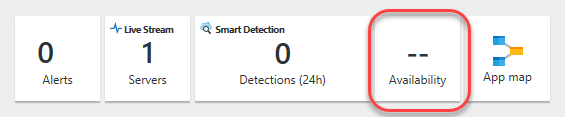 0
Alerts
Live Stream
1
Servers
Smart Detection
0
Detections (24h)
--
Availability
App map